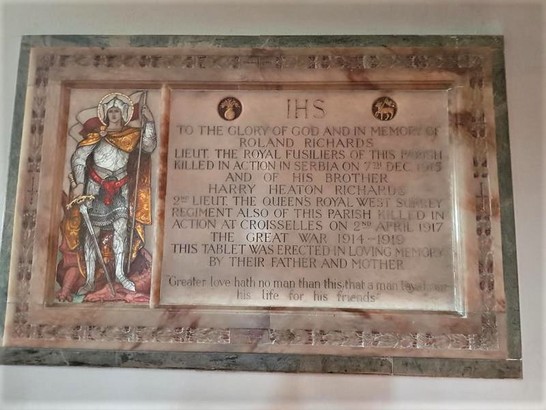 IHS
TO THE GLORY OF GOD AND IN MEMORY OF
ROLAND RICHARDS
LIEUT. THE ROYAL FUSILIERS OF THIS PARISH
KILLED IN ACTION IN SERBIA ON 7TH DEC. 1915
AND OF HIS BROTHER
HARRY HEATON RICHARDS
2ND LIEUT. THE QUEENS ROYAL WEST SURREY
REGIMENT ALSO OF THIS PARISH KILLED IN
ACTION AT CROISSELLES ON 2ND APRIL 1917
THE GREAT WAR 1914–1919
THIS TABLET WAS ERECTED IN LOVING MEMORY
BY THEIR FATHER AND MOTHER
"Greater love hath no man than this, that a man lay down
his life for his friends"